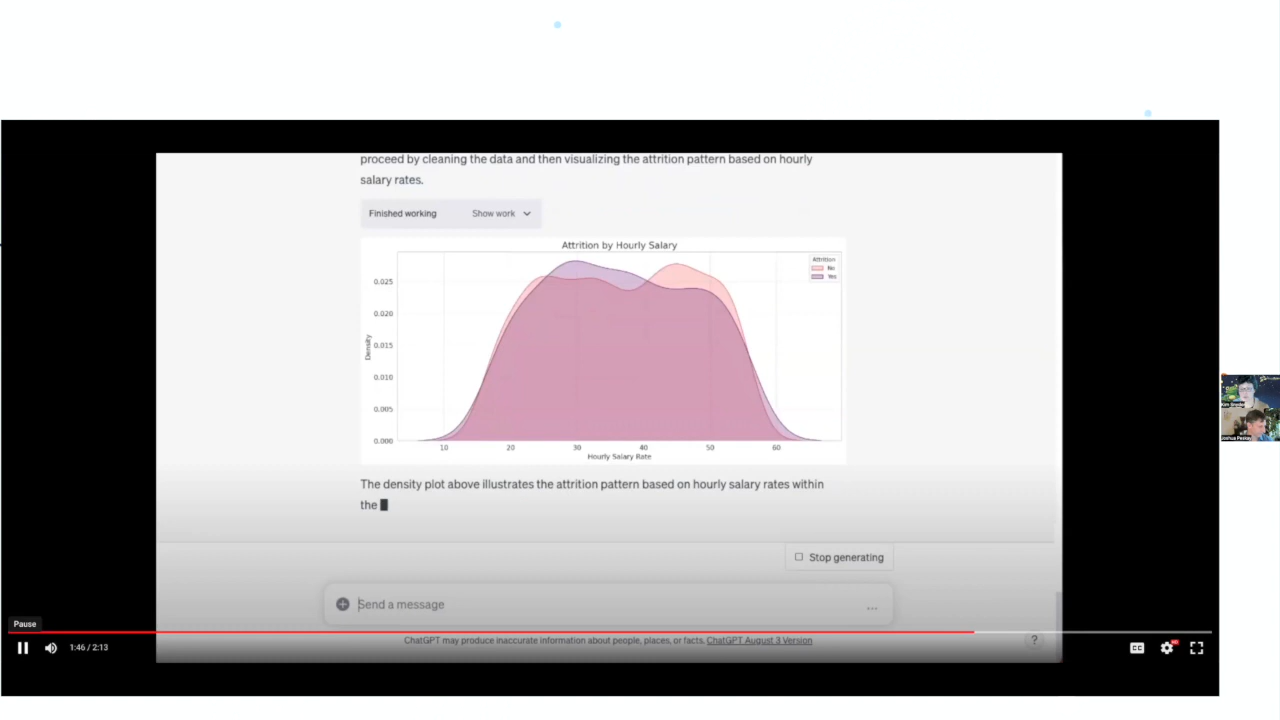 proceed by cleaning the data and then visualizing the attrition pattern based on hourly
salary rates.
Finished working Show work
Attrition by Hourly Salary
Attrition
No
Yes
0.025
0.020
0.015
0.010
0.005
0.000
Density
10 20 30 40 50 60
Hourly Salary Rate
The density plot above illustrates the attrition pattern based on hourly salary rates within
the
Stop generating
Send a message
ChatGPT may produce inaccurate information about people, places, or facts. ChatGPT August 3 Version
?
Pause
1:46 / 2:13
CC
Joshua Peskay